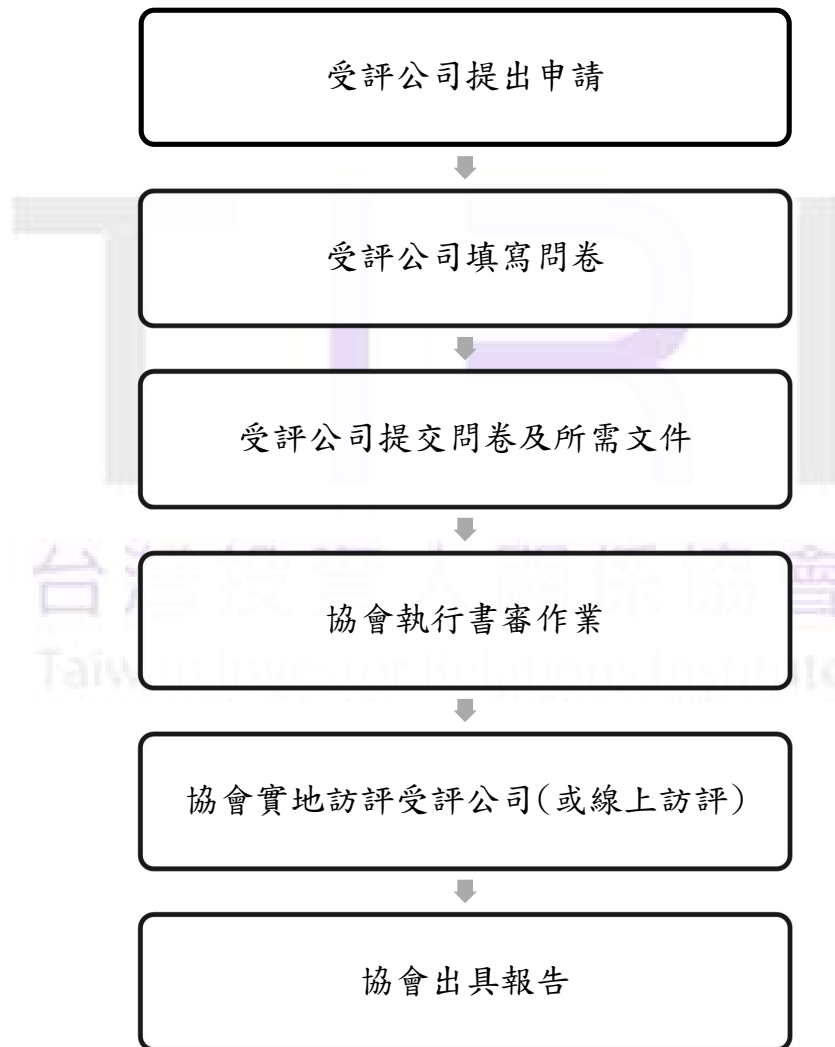 受評公司提出申請
受評公司填寫問卷
受評公司提交問卷及所需文件
台灣投資人關係協會
協會執行書審作業
Taiwan Investor Relations Institute
協會實地訪評受評公司(或線上訪評)
協會出具報告